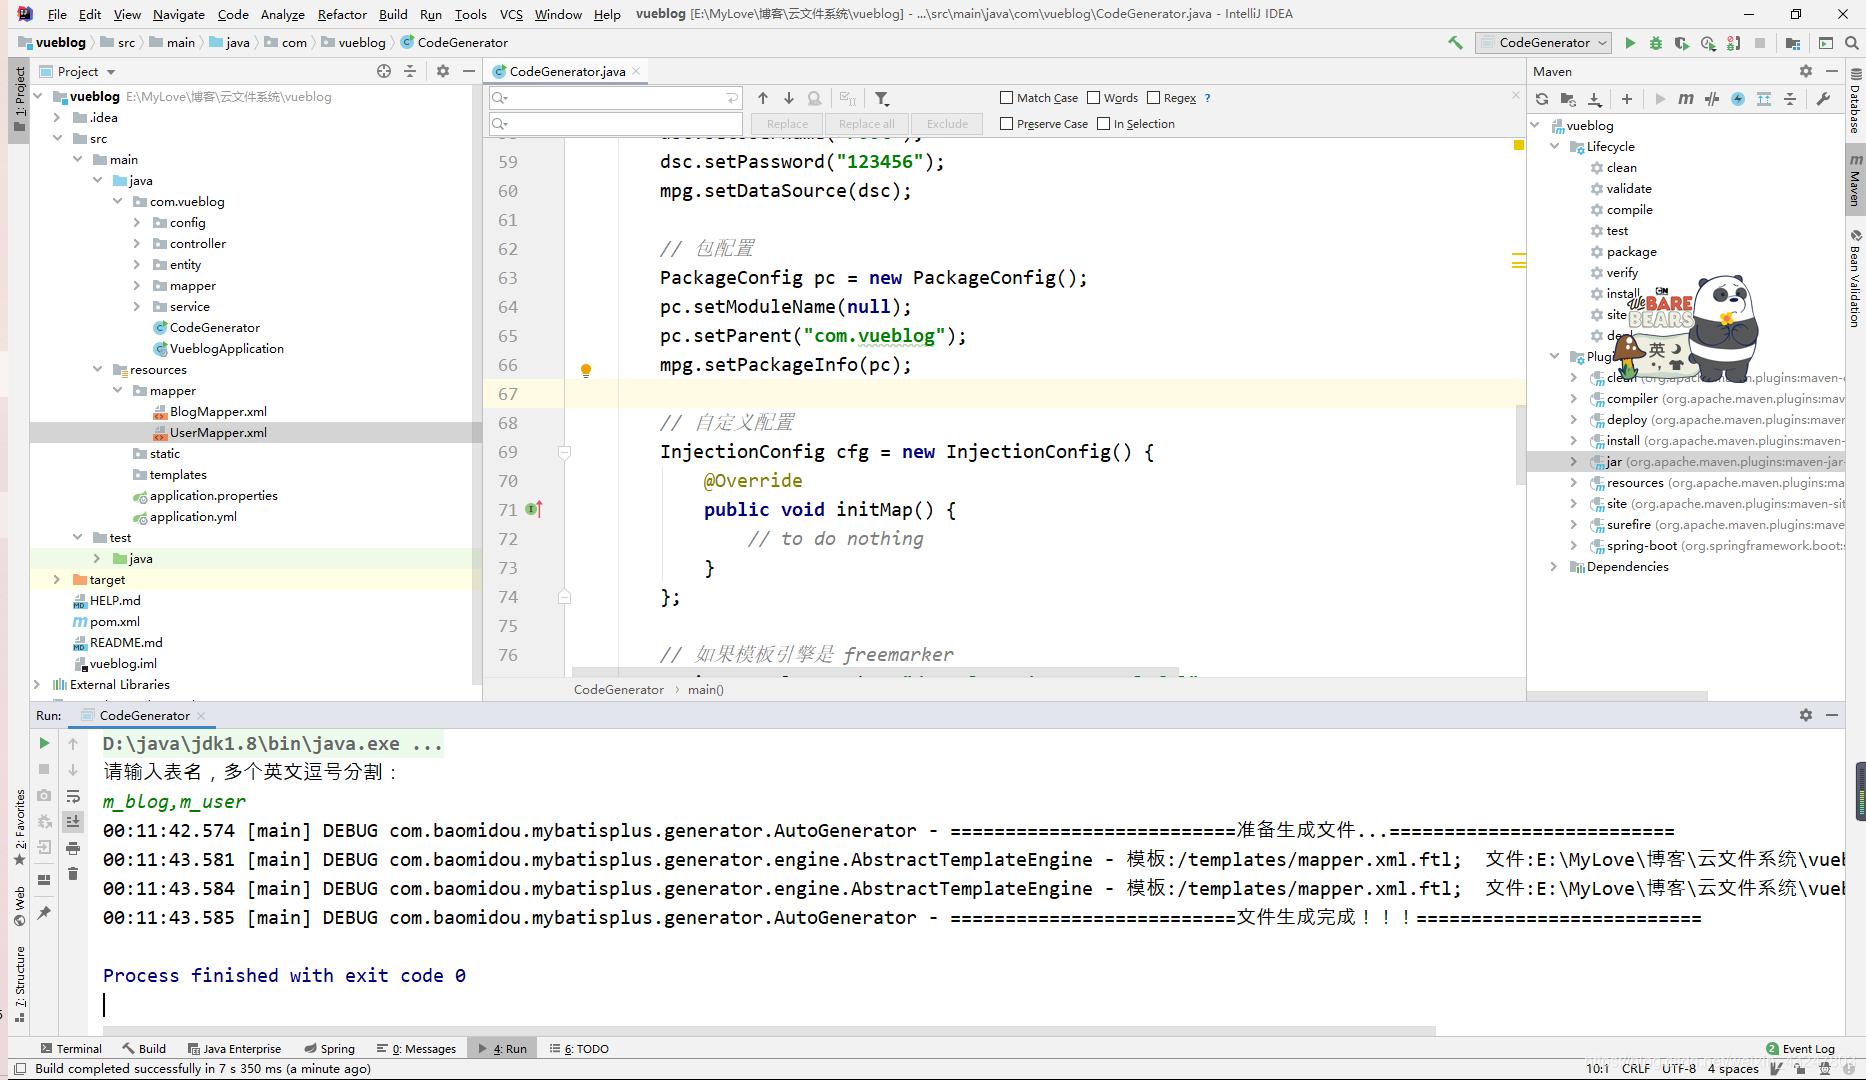 File Edit View Navigate Code Analyze Refactor Build Run Tools VCS Window Help vueblog [E:\MyLove\博客\云文件系统\vueblog] - ...\src\main\java\com\vueblog\CodeGenerator.java - IntelliJ IDEA
vueblog src main java com vueblog CodeGenerator
CodeGenerator
1: Project
Project
vueblog E:\MyLove\博客\云文件系统\vueblog
.idea
src
main
java
com.vueblog
config
controller
entity
mapper
service
CodeGenerator
VueblogApplication
resources
mapper
BlogMapper.xml
UserMapper.xml
static
templates
application.properties
application.yml
test
java
target
HELP.md
pom.xml
README.md
vueblog.iml
External Libraries
CodeGenerator.java
Match Case Words Regex ?
Replace Replace all Exclude Preserve Case In Selection
59 dsc.setPassword("123456");
60 mpg.setDataSource(dsc);
61
62 // 包配置
63 PackageConfig pc = new PackageConfig();
64 pc.setModuleName(null);
65 pc.setParent("com.vueblog");
66 mpg.setPackageInfo(pc);
67
68 // 自定义配置
69 InjectionConfig cfg = new InjectionConfig() {
70 @Override
71 public void initMap() {
72 // to do nothing
73 }
74 };
75
76 // 如果模板引擎是 freemarker
CodeGenerator main()
Maven
vueblog
Lifecycle
clean
validate
compile
test
package
verify
install
site
CN
We BARE
BEARS
英
clean (org.apache.maven.plugins:maven-c
compiler (org.apache.maven.plugins:mav
deploy (org.apache.maven.plugins:maven
install (org.apache.maven.plugins:maven-
jar (org.apache.maven.plugins:maven-jar-
resources (org.apache.maven.plugins:ma
site (org.apache.maven.plugins:maven-sit
surefire (org.apache.maven.plugins:mave
spring-boot (org.springframework.boot:s
Dependencies
Database
Maven
Bean Validation
Run: CodeGenerator
D:\java\jdk1.8\bin\java.exe ...
请输入表名，多个英文逗号分割：
m_blog,m_user
00:11:42.574 [main] DEBUG com.baomidou.mybatisplus.generator.AutoGenerator - ==========================准备生成文件...==========================
00:11:43.581 [main] DEBUG com.baomidou.mybatisplus.generator.engine.AbstractTemplateEngine - 模板:/templates/mapper.xml.ftl;  文件:E:\MyLove\博客\云文件系统\vueb
00:11:43.584 [main] DEBUG com.baomidou.mybatisplus.generator.engine.AbstractTemplateEngine - 模板:/templates/mapper.xml.ftl;  文件:E:\MyLove\博客\云文件系统\vueb
00:11:43.585 [main] DEBUG com.baomidou.mybatisplus.generator.AutoGenerator - ==========================文件生成完成！！！==========================
Process finished with exit code 0
2: Favorites
Web
7: Structure
Terminal Build Java Enterprise Spring 0: Messages 4: Run 6: TODO 2 Event Log
Build completed successfully in 7 s 350 ms (a minute ago) 10:1 CRLF UTF-8 4 spaces